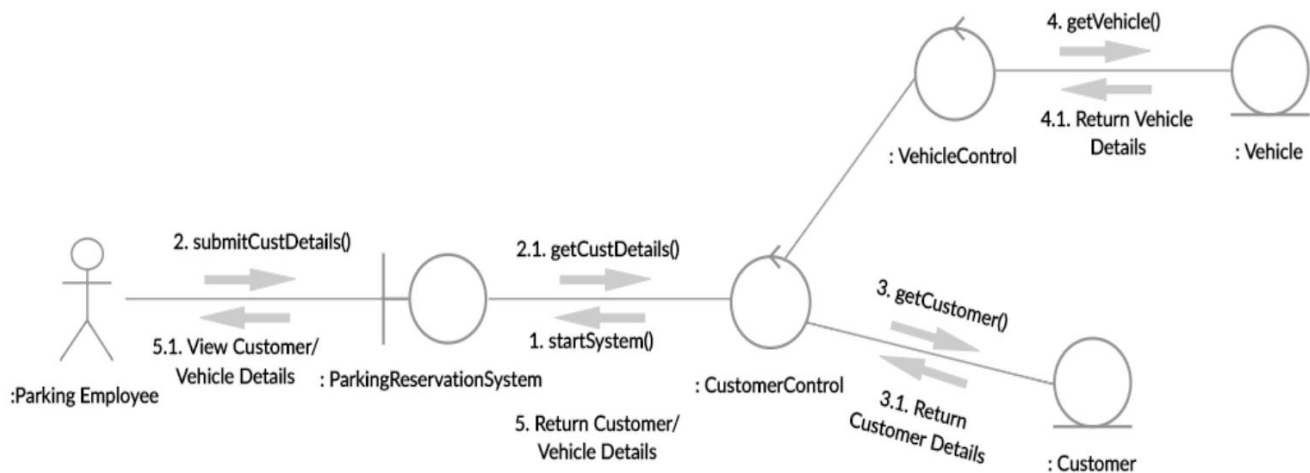 4. getVehicle()
4.1. Return Vehicle
Details
: VehicleControl
: Vehicle
2. submitCustDetails()
2.1. getCustDetails()
3. getCustomer()
5.1. View Customer/
Vehicle Details
1. startSystem()
:Parking Employee
: ParkingReservationSystem
: CustomerControl
3.1. Return
Customer Details
5. Return Customer/
Vehicle Details
: Customer